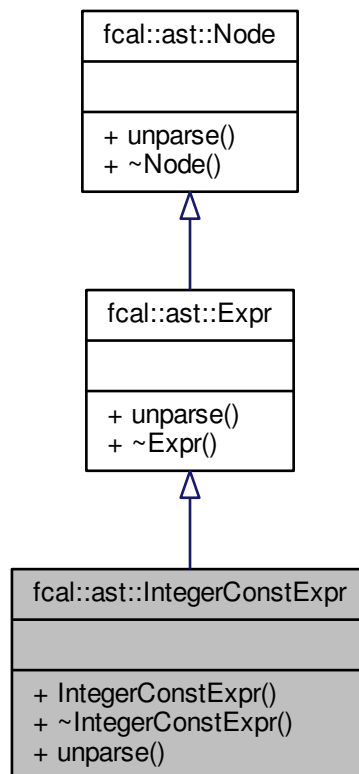 fcal::ast::Node
+ unparse()
+ ~Node()
fcal::ast::Expr
+ unparse()
+ ~Expr()
fcal::ast::IntegerConstExpr
+ IntegerConstExpr()
+ ~IntegerConstExpr()
+ unparse()